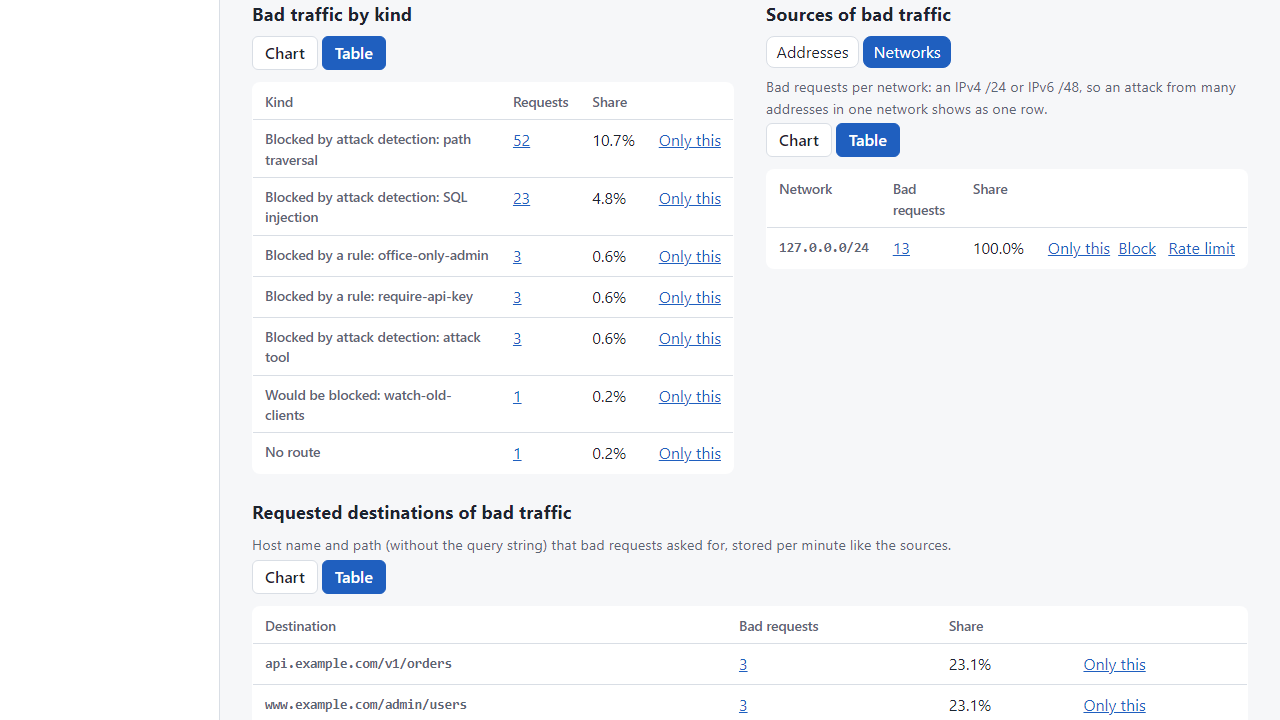 Bad traffic by kind
Chart Table
Kind Requests Share
Blocked by attack detection: path traversal 52 10.7% Only this
Blocked by attack detection: SQL injection 23 4.8% Only this
Blocked by a rule: office-only-admin 3 0.6% Only this
Blocked by a rule: require-api-key 3 0.6% Only this
Blocked by attack detection: attack tool 3 0.6% Only this
Would be blocked: watch-old-clients 1 0.2% Only this
No route 1 0.2% Only this
Sources of bad traffic
Addresses Networks
Bad requests per network: an IPv4 /24 or IPv6 /48, so an attack from many
addresses in one network shows as one row.
Chart Table
Network Bad requests Share
127.0.0.0/24 13 100.0% Only this Block Rate limit
Requested destinations of bad traffic
Host name and path (without the query string) that bad requests asked for, stored per minute like the sources.
Chart Table
Destination Bad requests Share
api.example.com/v1/orders 3 23.1% Only this
www.example.com/admin/users 3 23.1% Only this